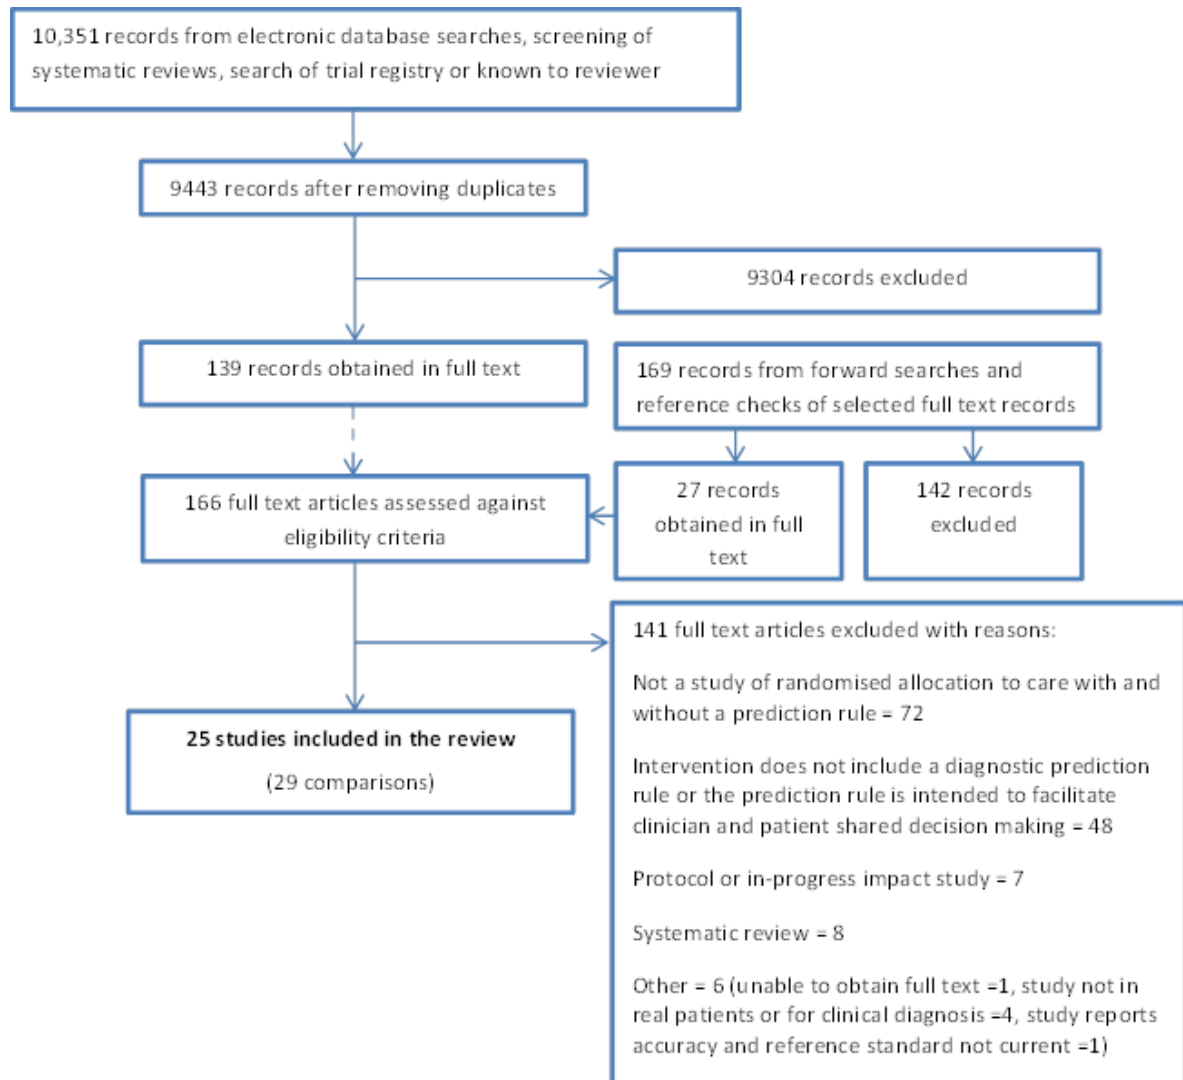 10,351 records from electronic database searches, screening of
systematic reviews, search of trial registry or known to reviewer
9443 records after removing duplicates
9304 records excluded
139 records obtained in full text
169 records from forward searches and
reference checks of selected full text records
166 full text articles assessed against
eligibility criteria
27 records
obtained in full
text
142 records
excluded
141 full text articles excluded with reasons:
Not a study of randomised allocation to care with and
without a prediction rule = 72
Intervention does not include a diagnostic prediction
rule or the prediction rule is intended to facilitate
clinician and patient shared decision making = 48
Protocol or in-progress impact study = 7
Systematic review = 8
Other = 6 (unable to obtain full text =1, study not in
real patients or for clinical diagnosis =4, study reports
accuracy and reference standard not current =1)
25 studies included in the review
(29 comparisons)